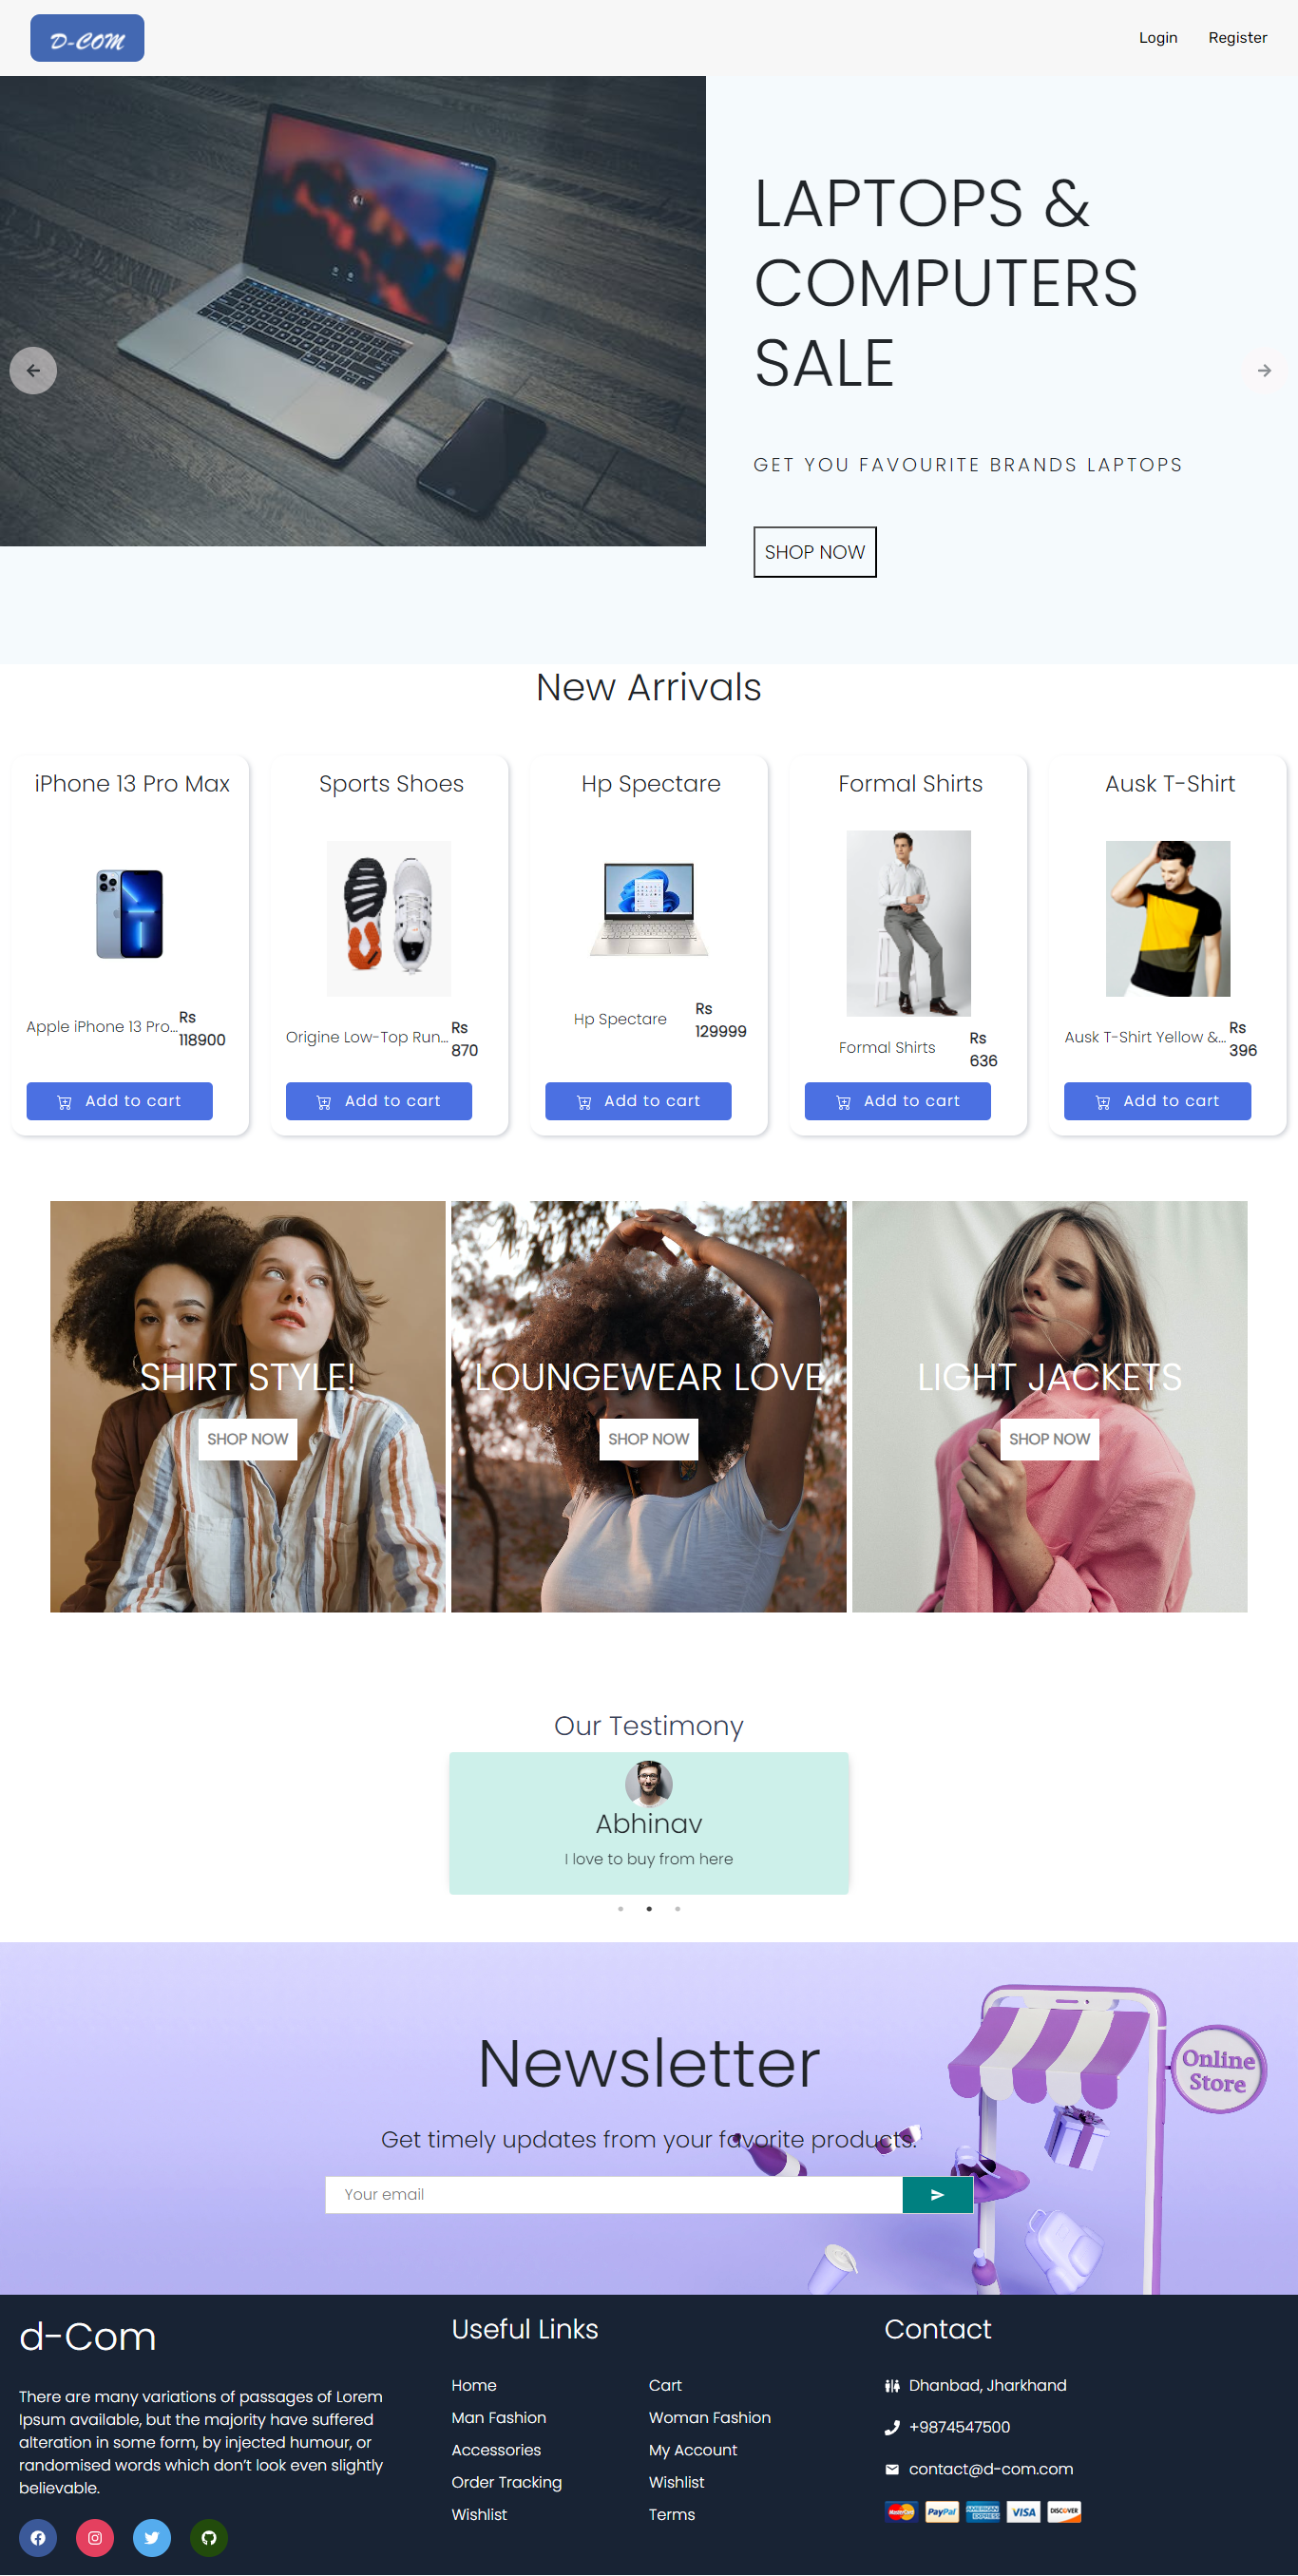 D-COM
Login
Register
LAPTOPS &
COMPUTERS
SALE
GET YOU FAVOURITE BRANDS LAPTOPS
SHOP NOW
New Arrivals
iPhone 13 Pro Max
Apple iPhone 13 Pro...
Rs
118900
Add to cart
Sports Shoes
Origine Low-Top Run...
Rs
870
Add to cart
Hp Spectare
Hp Spectare
Rs
129999
Add to cart
Formal Shirts
Formal Shirts
Rs
636
Add to cart
Ausk T-Shirt
Ausk T-Shirt Yellow &...
Rs
396
Add to cart
SHIRT STYLE!
SHOP NOW
LOUNGEWEAR LOVE
SHOP NOW
LIGHT JACKETS
SHOP NOW
Our Testimony
Abhinav
I love to buy from here
Newsletter
Get timely updates from your favorite products.
Your email
Online
Store
d-Com
There are many variations of passages of Lorem
Ipsum available, but the majority have suffered
alteration in some form, by injected humour, or
randomised words which don’t look even slightly
believable.
Useful Links
Home
Cart
Man Fashion
Woman Fashion
Accessories
My Account
Order Tracking
Wishlist
Wishlist
Terms
Contact
Dhanbad, Jharkhand
+9874547500
contact@d-com.com
MasterCard
PayPal
AMERICAN EXPRESS
VISA
DISCOVER